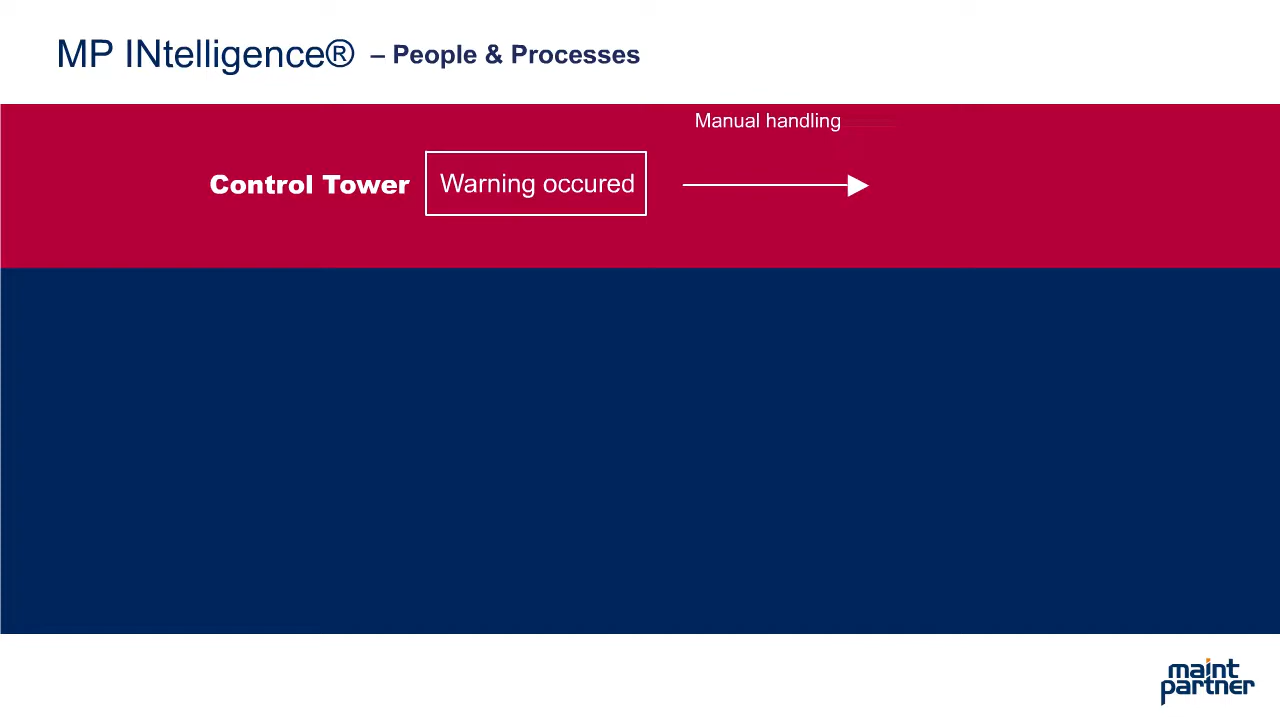 MP INtelligence® – People & Processes
Manual handling
Control Tower Warning occured
maint
partner